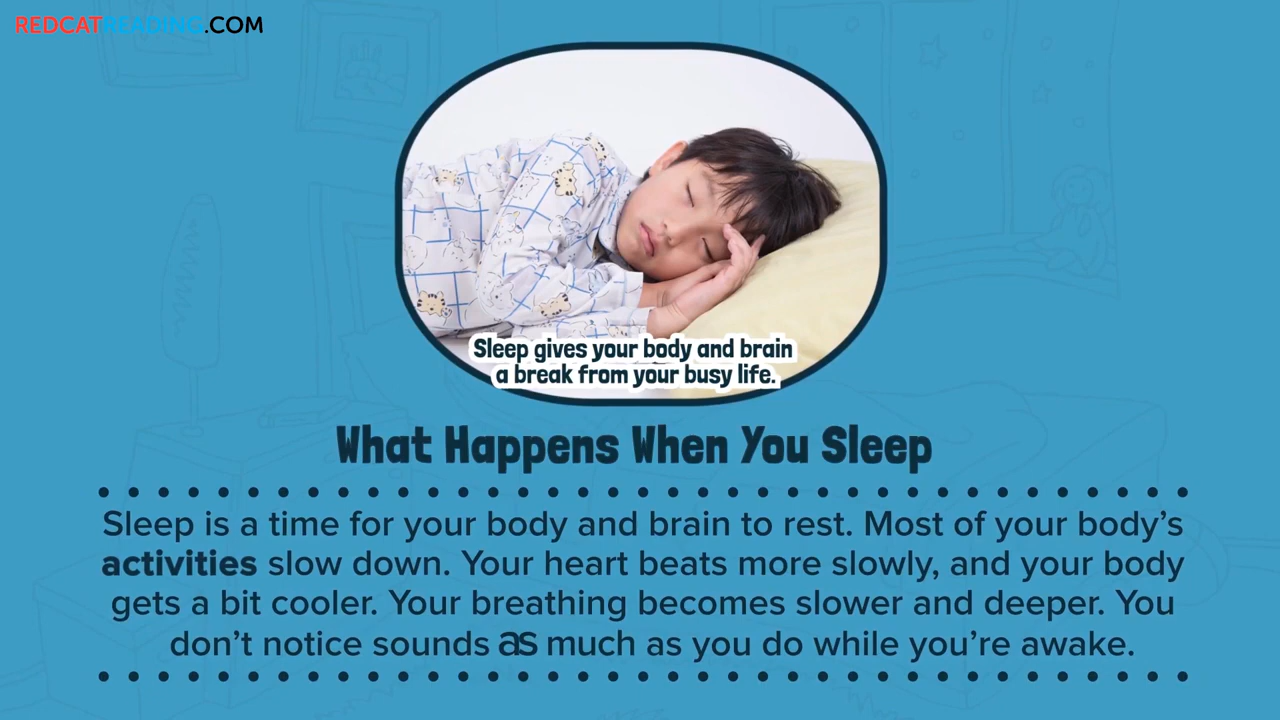 REDCATREADING.COM
Sleep gives your body and brain
a break from your busy life.
What Happens When You Sleep
Sleep is a time for your body and brain to rest. Most of your body’s
activities slow down. Your heart beats more slowly, and your body
gets a bit cooler. Your breathing becomes slower and deeper. You
don’t notice sounds as much as you do while you’re awake.